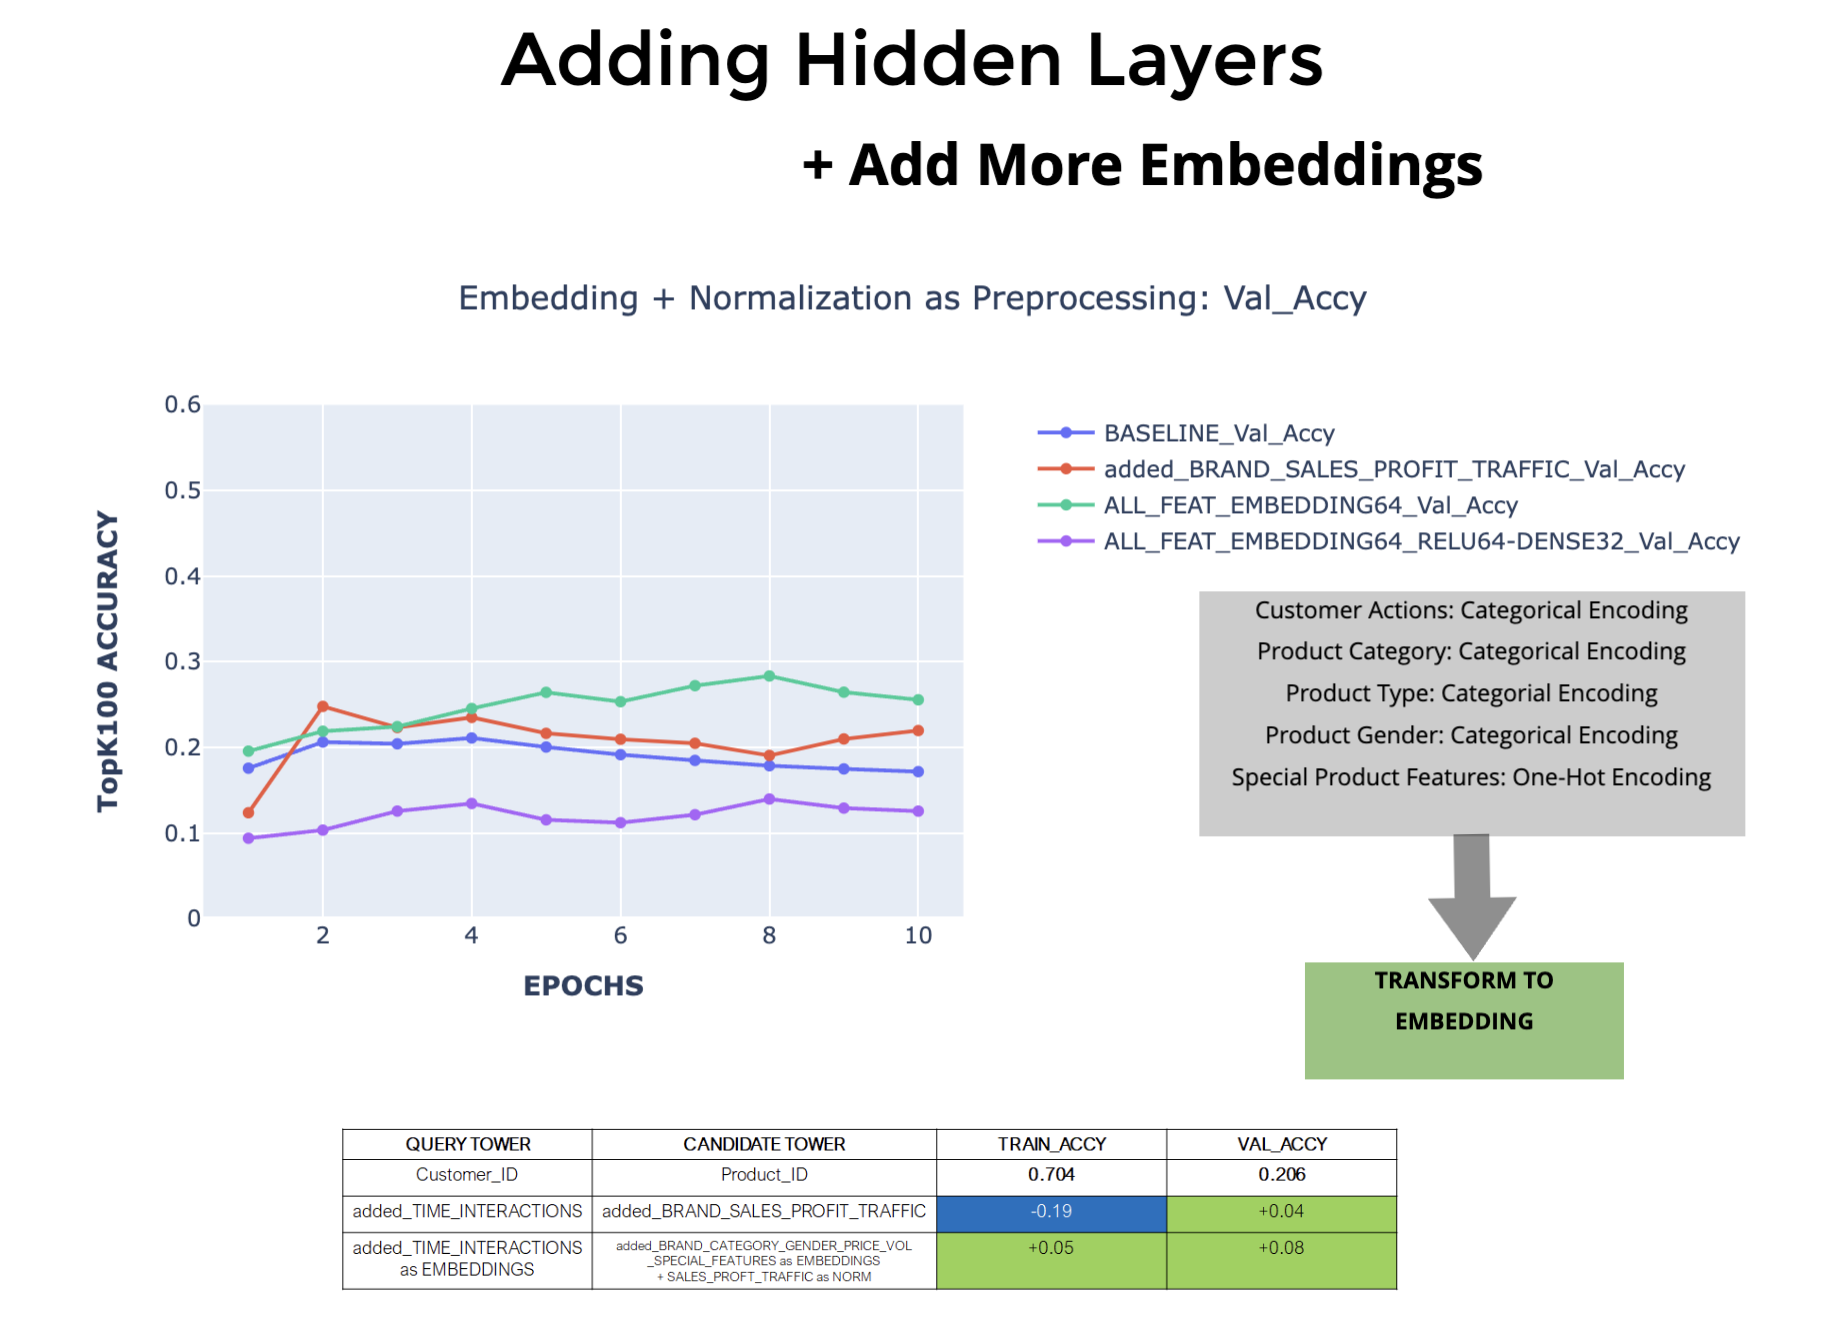 Adding Hidden Layers
+ Add More Embeddings
Embedding + Normalization as Preprocessing: Val_Accy
TopK100 ACCURACY
0.6
0.5
0.4
0.3
0.2
0.1
0
2 4 6 8 10
EPOCHS
BASELINE_Val_Accy
added_BRAND_SALES_PROFIT_TRAFFIC_Val_Accy
ALL_FEAT_EMBEDDING64_Val_Accy
ALL_FEAT_EMBEDDING64_RELU64-DENSE32_Val_Accy
Customer Actions: Categorical Encoding
Product Category: Categorical Encoding
Product Type: Categorial Encoding
Product Gender: Categorical Encoding
Special Product Features: One-Hot Encoding
TRANSFORM TO
EMBEDDING
QUERY TOWER CANDIDATE TOWER TRAIN_ACCY VAL_ACCY
Customer_ID Product_ID 0.704 0.206
added_TIME_INTERACTIONS added_BRAND_SALES_PROFIT_TRAFFIC -0.19 +0.04
added_TIME_INTERACTIONS
as EMBEDDINGS
added_BRAND_CATEGORY_GENDER_PRICE_VOL
_SPECIAL_FEATURES as EMBEDDINGS
+ SALES_PROFT_TRAFFIC as NORM
+0.05 +0.08